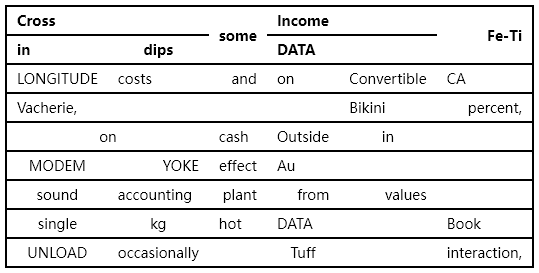 Cross some Income Fe-Ti
in dips DATA
LONGITUDE costs and on Convertible CA
Vacherie, Bikini percent,
on cash Outside in
MODEM YOKE effect Au
sound accounting plant from values
single kg hot DATA Book
UNLOAD occasionally Tuff interaction,